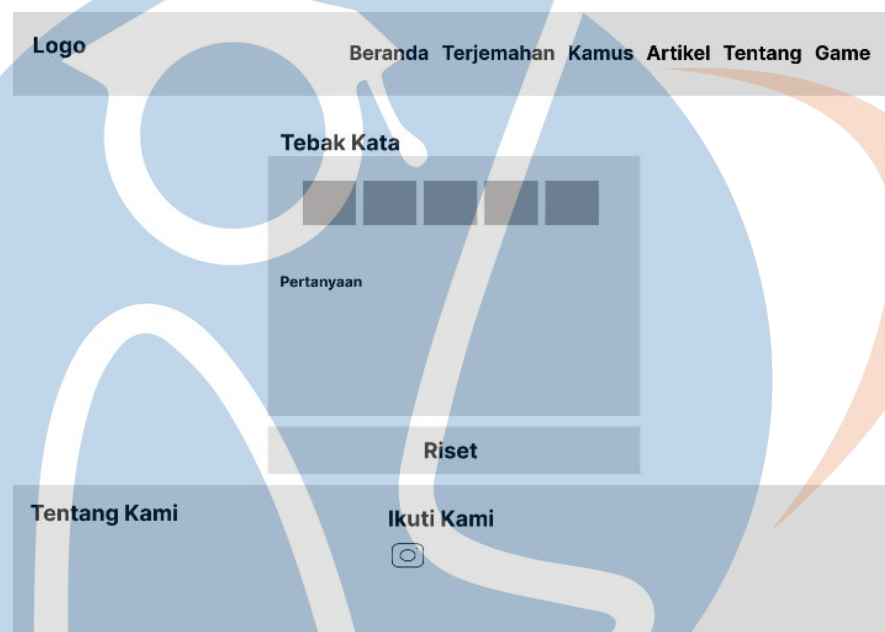 Logo
Beranda Terjemahan Kamus Artikel Tentang Game
Tebak Kata
Pertanyaan
Riset
Tentang Kami
Ikuti Kami